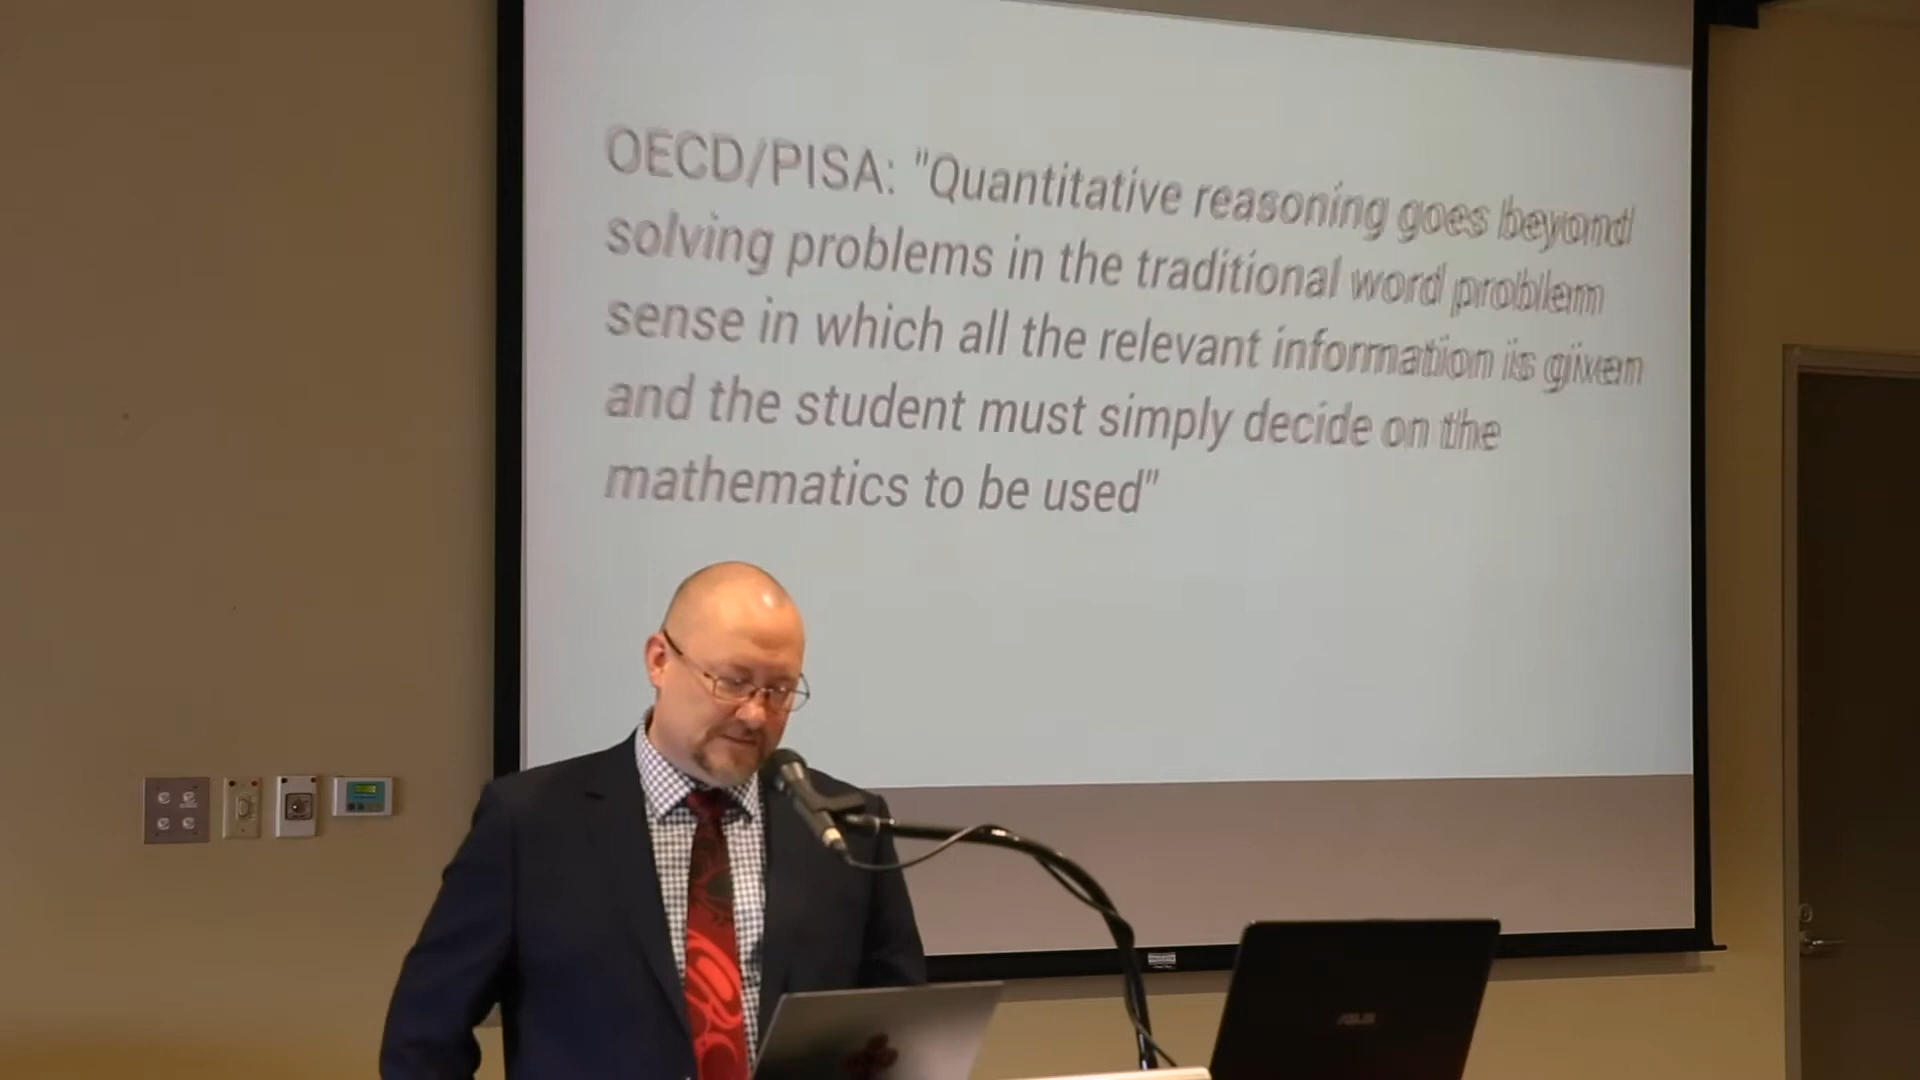 OECD/PISA: "Quantitative reasoning goes beyond
solving problems in the traditional word problem
sense in which all the relevant information is given
and the student must simply decide on the
mathematics to be used"
ASUS